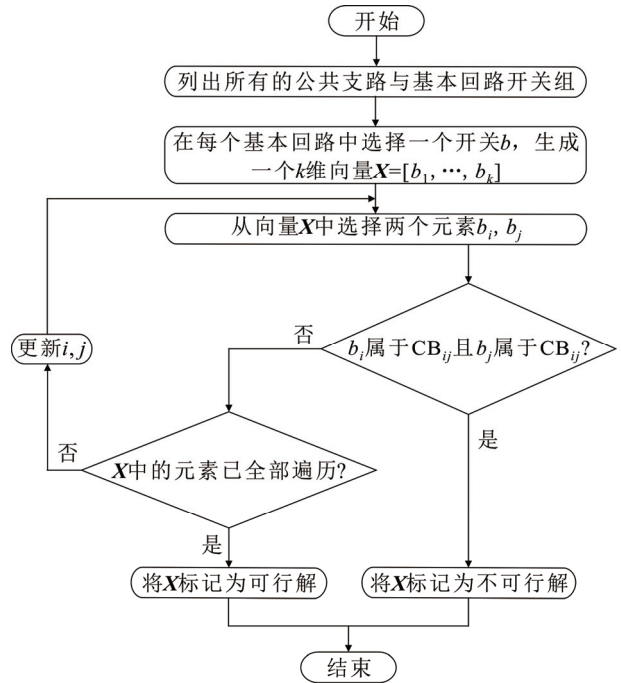 开始
列出所有的公共支路与基本回路开关组
在每个基本回路中选择一个开关b，生成
一个k维向量X=[b₁, …, bₖ]
从向量X中选择两个元素bᵢ, bⱼ
否
更新i, j
bᵢ属于CBᵢⱼ且bⱼ属于CBᵢⱼ?
是
否
X中的元素已全部遍历?
是
将X标记为可行解
将X标记为不可行解
结束